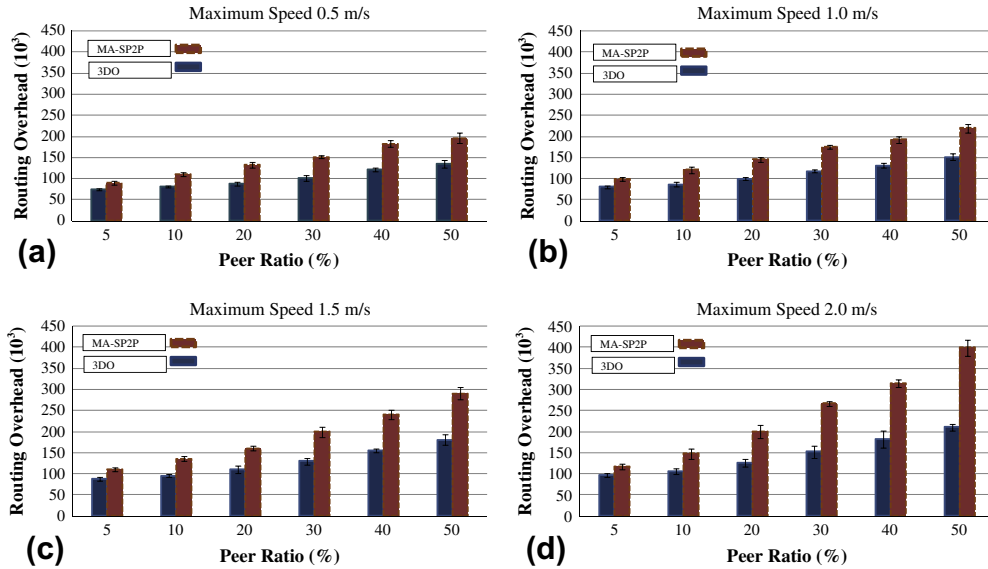 Maximum Speed 0.5 m/s
Routing Overhead (10³)
450
400
350
300
250
200
150
100
50
0
MA-SP2P
3DO
5 10 20 30 40 50
Peer Ratio (%)
(a)
Maximum Speed 1.0 m/s
Routing Overhead (10³)
450
400
350
300
250
200
150
100
50
0
MA-SP2P
3DO
5 10 20 30 40 50
Peer Ratio (%)
(b)
Maximum Speed 1.5 m/s
Routing Overhead (10³)
450
400
350
300
250
200
150
100
50
0
MA-SP2P
3DO
5 10 20 30 40 50
Peer Ratio (%)
(c)
Maximum Speed 2.0 m/s
Routing Overhead (10³)
450
400
350
300
250
200
150
100
50
0
MA-SP2P
3DO
5 10 20 30 40 50
Peer Ratio (%)
(d)